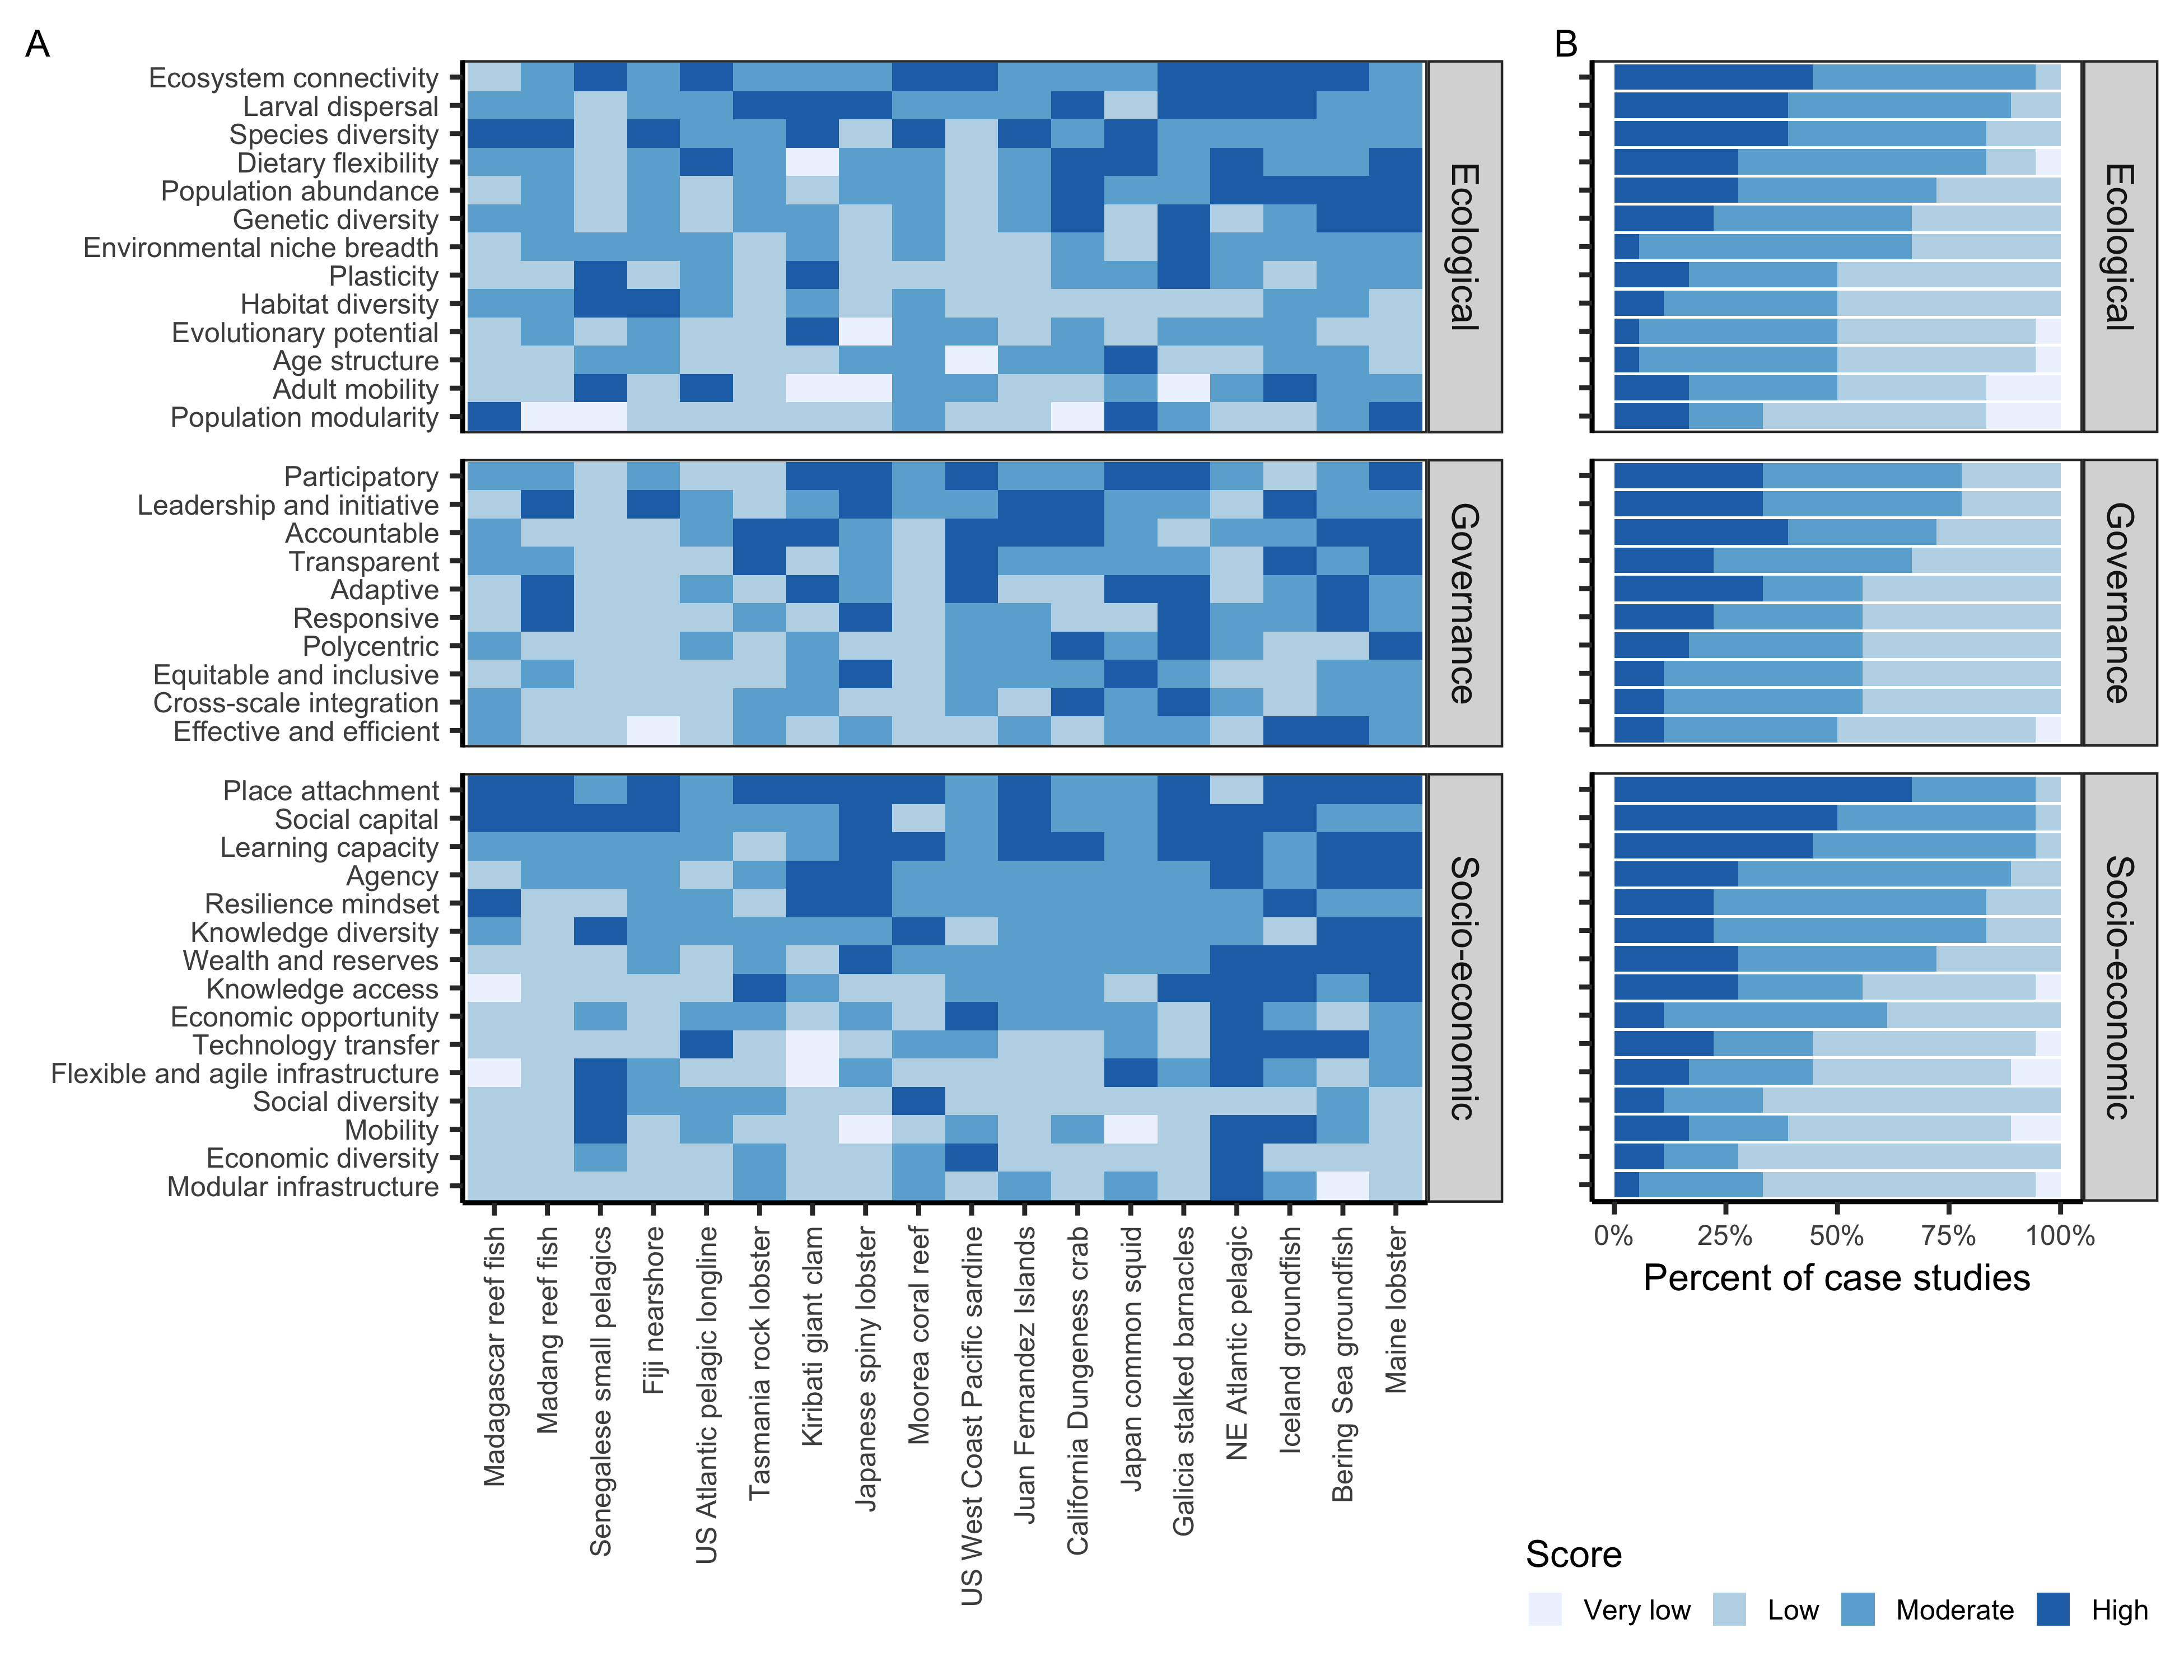 A
B
Ecosystem connectivity
Larval dispersal
Species diversity
Dietary flexibility
Population abundance
Genetic diversity
Environmental niche breadth
Plasticity
Habitat diversity
Evolutionary potential
Age structure
Adult mobility
Population modularity
Ecological
Ecological
Participatory
Leadership and initiative
Accountable
Transparent
Adaptive
Responsive
Polycentric
Equitable and inclusive
Cross-scale integration
Effective and efficient
Governance
Governance
Place attachment
Social capital
Learning capacity
Agency
Resilience mindset
Knowledge diversity
Wealth and reserves
Knowledge access
Economic opportunity
Technology transfer
Flexible and agile infrastructure
Social diversity
Mobility
Economic diversity
Modular infrastructure
Socio-economic
Socio-economic
Madagascar reef fish
Madang reef fish
Senegalese small pelagics
Fiji nearshore
US Atlantic pelagic longline
Tasmania rock lobster
Kiribati giant clam
Japanese spiny lobster
Moorea coral reef
US West Coast Pacific sardine
Juan Fernandez Islands
California Dungeness crab
Japan common squid
Galicia stalked barnacles
NE Atlantic pelagic
Iceland groundfish
Bering Sea groundfish
Maine lobster
0% 25% 50% 75% 100%
Percent of case studies
Score
Very low Low Moderate High